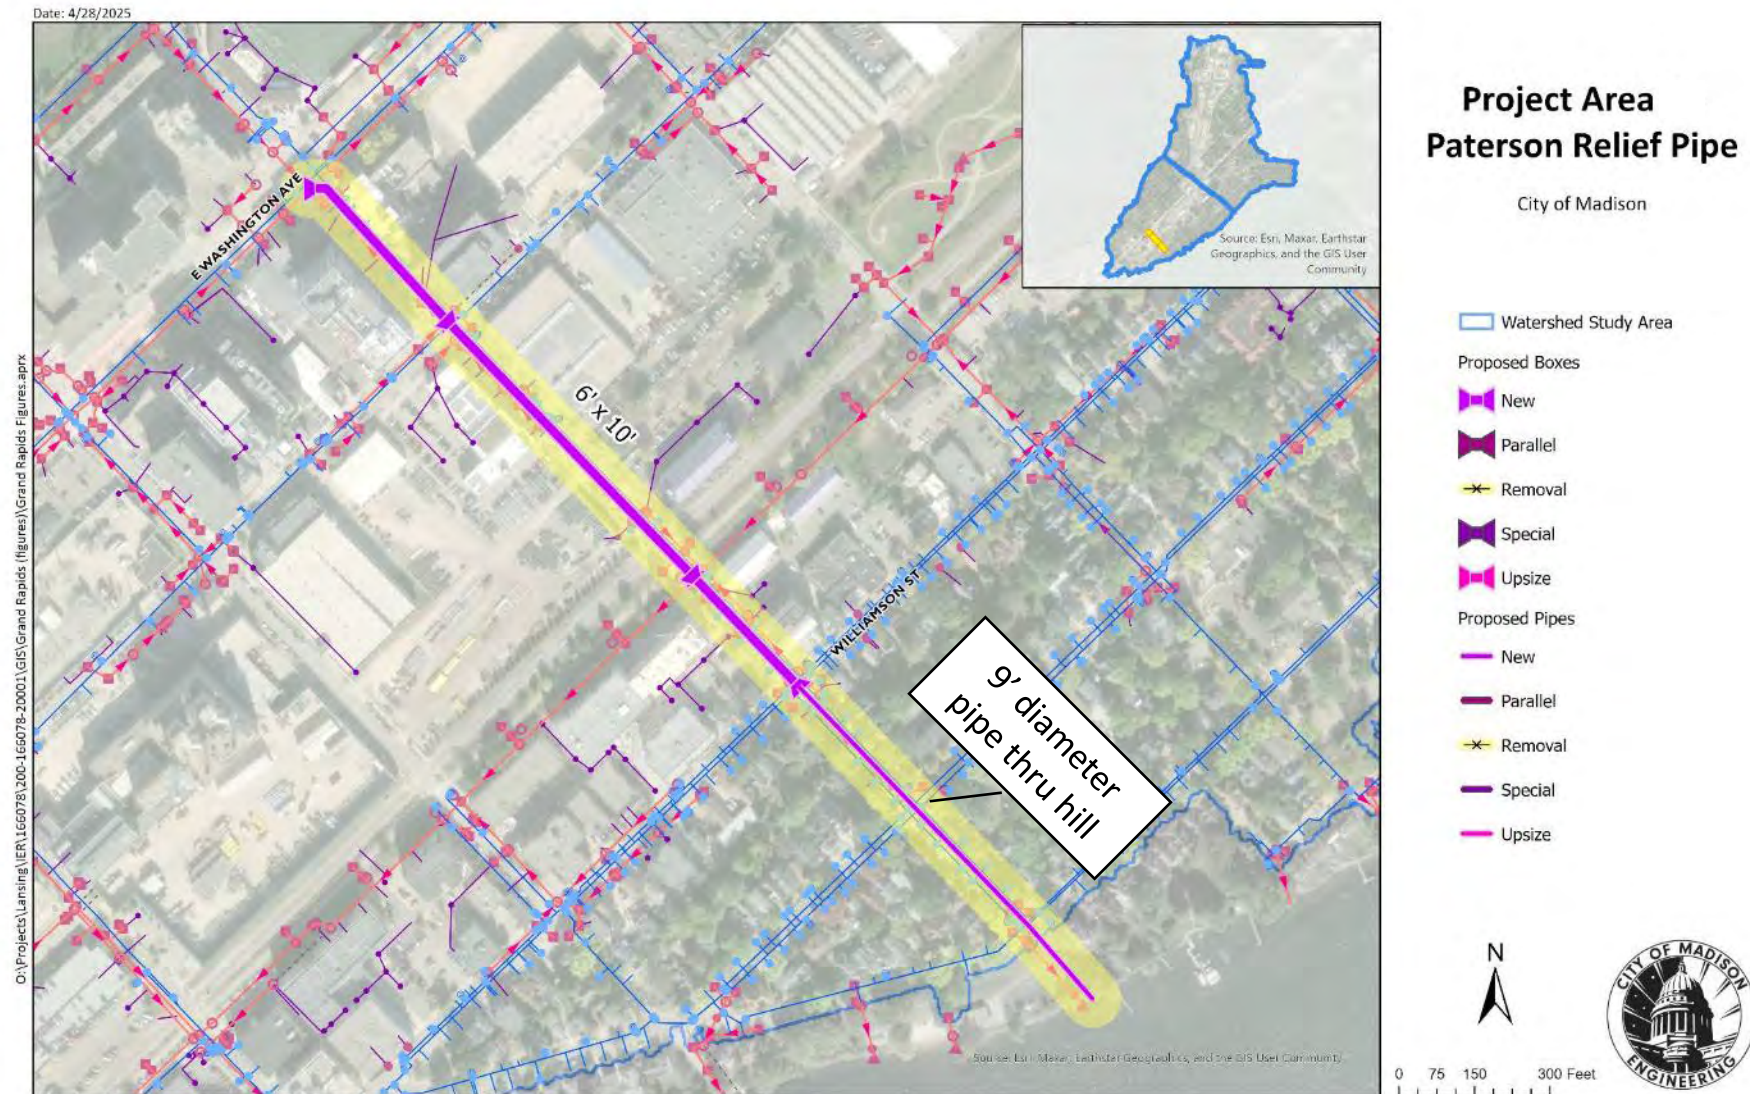 Date: 4/28/2025
O:\Projects\Lansing\IER\166078\200-166078-20001\GIS\Grand Rapids (figures)\Grand Rapids Figures.aprx
E WASHINGTON AVE
6' X 10'
WILLIAMSON ST
9' diameter
pipe thru hill
Source: Esri, Maxar, Earthstar
Geographics, and the GIS User
Community
Source: Esri, Maxar, Earthstar Geographics, and the GIS User Community
Project Area
Paterson Relief Pipe
City of Madison
Watershed Study Area
Proposed Boxes
New
Parallel
Removal
Special
Upsize
Proposed Pipes
New
Parallel
Removal
Special
Upsize
N
0 75 150 300 Feet
CITY OF MADISON
ENGINEERING